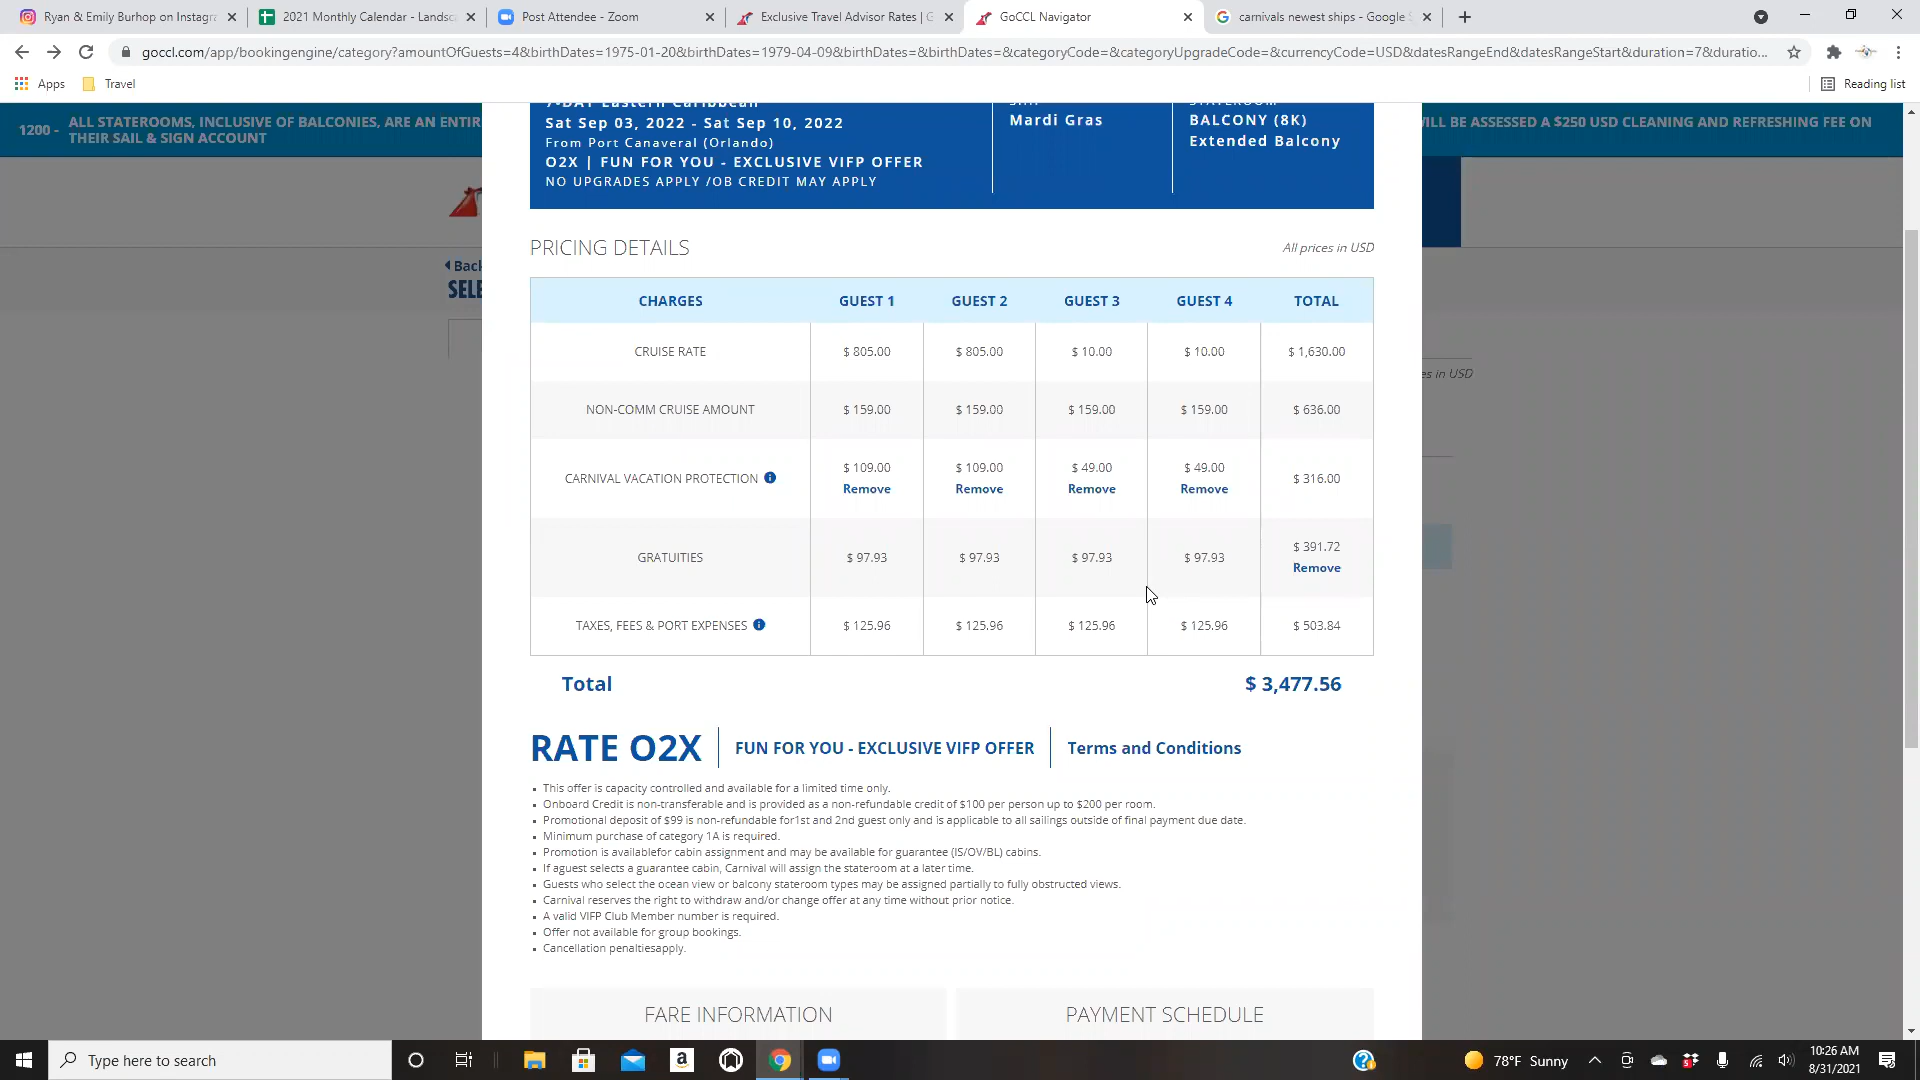 Ryan & Emily Burhop on Instagra
2021 Monthly Calendar - Landsc
Post Attendee - Zoom
Exclusive Travel Advisor Rates | G
GoCCL Navigator
carnivals newest ships - Google S
goccl.com/app/bookingengine/category?amountOfGuests=4&birthDates=1975-01-20&birthDates=1979-04-09&birthDates=&birthDates=&categoryCode=&categoryUpgradeCode=&currencyCode=USD&datesRangeEnd&datesRangeStart&duration=7&duratio...
Apps
Travel
Reading list
1200 - ALL STATEROOMS, INCLUSIVE OF BALCONIES, ARE AN ENTIR
THEIR SAIL & SIGN ACCOUNT
ILL BE ASSESSED A $250 USD CLEANING AND REFRESHING FEE ON
7-DAY Eastern Caribbean
Sat Sep 03, 2022 - Sat Sep 10, 2022
From Port Canaveral (Orlando)
O2X | FUN FOR YOU - EXCLUSIVE VIFP OFFER
NO UPGRADES APPLY /OB CREDIT MAY APPLY
SHIP
Mardi Gras
STATEROOM
BALCONY (8K)
Extended Balcony
Back
SELE
es in USD
PRICING DETAILS
All prices in USD
CHARGES GUEST 1 GUEST 2 GUEST 3 GUEST 4 TOTAL
CRUISE RATE $ 805.00 $ 805.00 $ 10.00 $ 10.00 $ 1,630.00
NON-COMM CRUISE AMOUNT $ 159.00 $ 159.00 $ 159.00 $ 159.00 $ 636.00
CARNIVAL VACATION PROTECTION $ 109.00 $ 109.00 $ 49.00 $ 49.00 $ 316.00
Remove Remove Remove Remove
GRATUITIES $ 97.93 $ 97.93 $ 97.93 $ 97.93 $ 391.72
Remove
TAXES, FEES & PORT EXPENSES $ 125.96 $ 125.96 $ 125.96 $ 125.96 $ 503.84
Total $ 3,477.56
RATE O2X | FUN FOR YOU - EXCLUSIVE VIFP OFFER | Terms and Conditions
This offer is capacity controlled and available for a limited time only.
Onboard Credit is non-transferable and is provided as a non-refundable credit of $100 per person up to $200 per room.
Promotional deposit of $99 is non-refundable for1st and 2nd guest only and is applicable to all sailings outside of final payment due date.
Minimum purchase of category 1A is required.
Promotion is availablefor cabin assignment and may be available for guarantee (IS/OV/BL) cabins.
If aguest selects a guarantee cabin, Carnival will assign the stateroom at a later time.
Guests who select the ocean view or balcony stateroom types may be assigned partially to fully obstructed views.
Carnival reserves the right to withdraw and/or change offer at any time without prior notice.
A valid VIFP Club Member number is required.
Offer not available for group bookings.
Cancellation penaltiesapply.
FARE INFORMATION
PAYMENT SCHEDULE
Type here to search
78°F Sunny
10:26 AM
8/31/2021